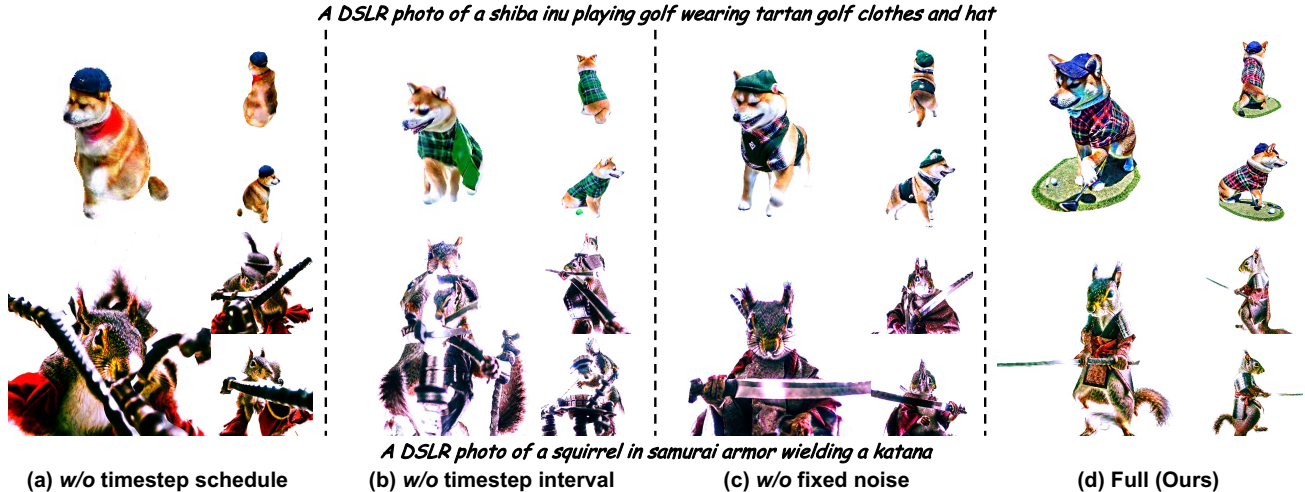 A DSLR photo of a shiba inu playing golf wearing tartan golf clothes and hat
A DSLR photo of a squirrel in samurai armor wielding a katana
(a) w/o timestep schedule
(b) w/o timestep interval
(c) w/o fixed noise
(d) Full (Ours)